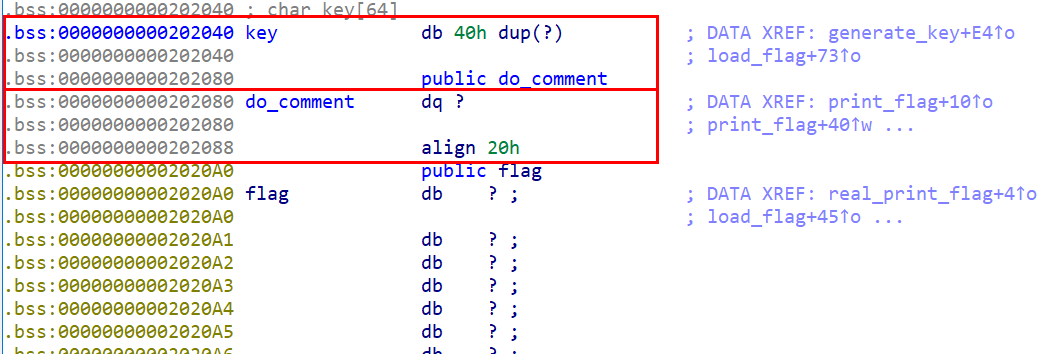 .bss:0000000000202040 ; char key[64]
.bss:0000000000202040 key db 40h dup(?) ; DATA XREF: generate_key+E4↑o
.bss:0000000000202040 ; load_flag+73↑o
.bss:0000000000202080 public do_comment
.bss:0000000000202080 do_comment dq ? ; DATA XREF: print_flag+10↑o
.bss:0000000000202080 ; print_flag+40↑w ...
.bss:0000000000202088 align 20h
.bss:00000000002020A0 public flag
.bss:00000000002020A0 flag db ? ; ; DATA XREF: real_print_flag+4↑o
.bss:00000000002020A0 ; load_flag+45↑o ...
.bss:00000000002020A1 db ? ;
.bss:00000000002020A2 db ? ;
.bss:00000000002020A3 db ? ;
.bss:00000000002020A4 db ? ;
.bss:00000000002020A5 db ? ;
.bss:00000000002020A6 db ? ;